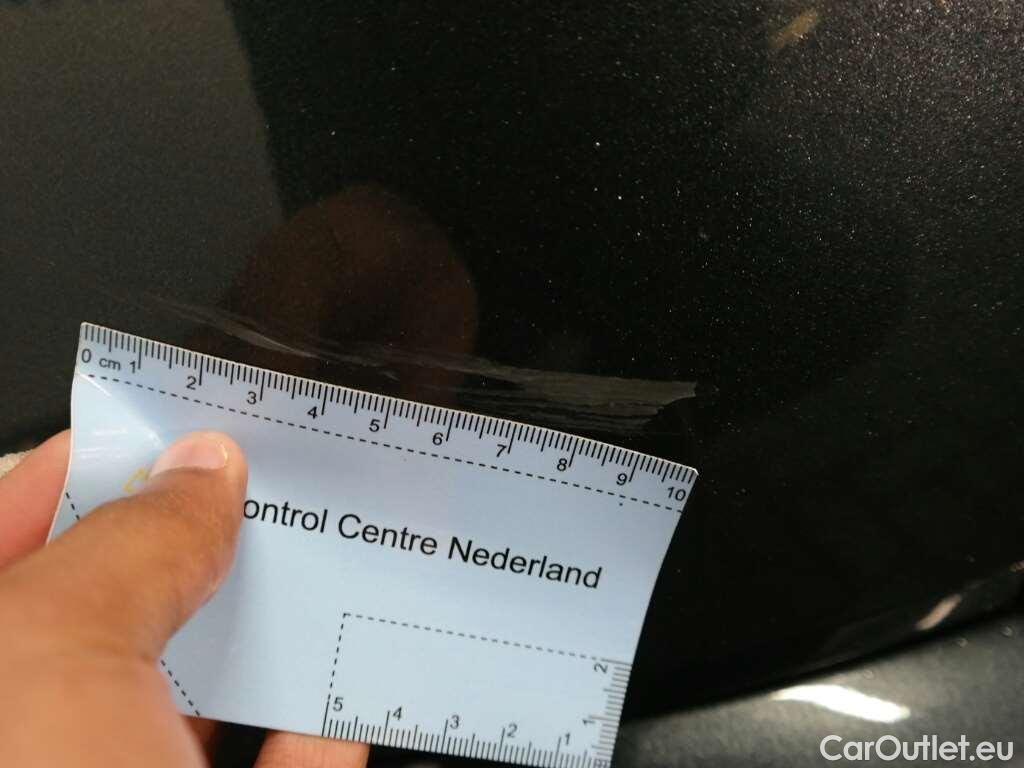 0 cm 1 2 3 4 5 6 7 8 9 10
ontrol Centre Nederland
2
5 4 3 2 1 1
CarOutlet.eu